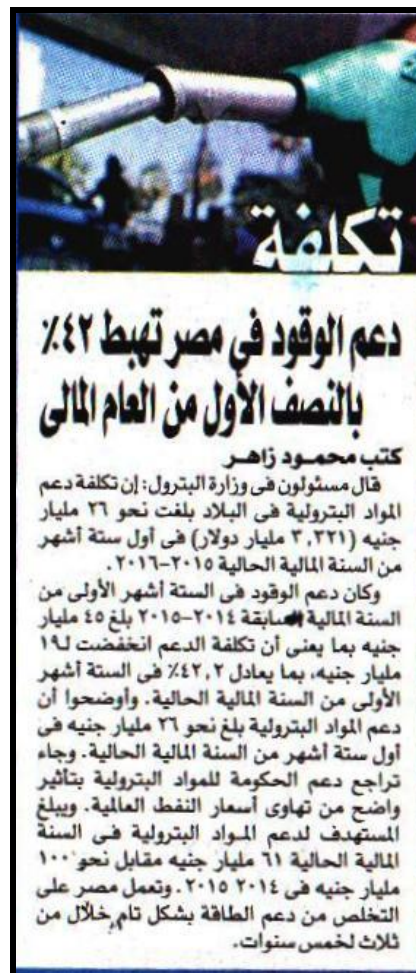 تكلفة
دعم الوقود في مصر تهبط ٤٢٪
بالنصف الأول من العام المالى
كتب محمـود زاهـر
قال مسئولون فى وزارة البترول: إن تكلفة دعم
المواد البترولية فى البلاد بلغت نحو ٢٦ مليار
جنيه (٣,٣٢١ مليار دولار) فى أول ستة أشهر
من السنة المالية الحالية ٢٠١٥-٢٠١٦.
وكان دعم الوقود فى الستة أشهر الأولى من
السنة المالية السابقة ٢٠١٤-٢٠١٥ بلغ ٤٥ مليار
جنيه بما يعنى أن تكلفة الدعم انخفضت لـ١٩
مليار جنيه، بما يعادل ٤٢,٢٪ فى الستة أشهر
الأولى من السنة المالية الحالية. وأوضحوا أن
دعم المواد البترولية بلغ نحو ٢٦ مليار جنيه فى
أول ستة أشهر من السنة المالية الحالية. وجاء
تراجع دعم الحكومة للمواد البترولية بتأثير
واضح من تهاوى أسعار النفط العالمية. ويبلغ
المستهدف لدعم المـواد البترولية فـى السنة
المالية الحالية ٦١ مليار جنيه مقابل نحو ١٠٠
مليار جنيه فى ٢٠١٤ ٢٠١٥. وتعمل مصر على
التخلص من دعم الطاقة بشكل تام خلال من
ثلاث لخمس سنوات.